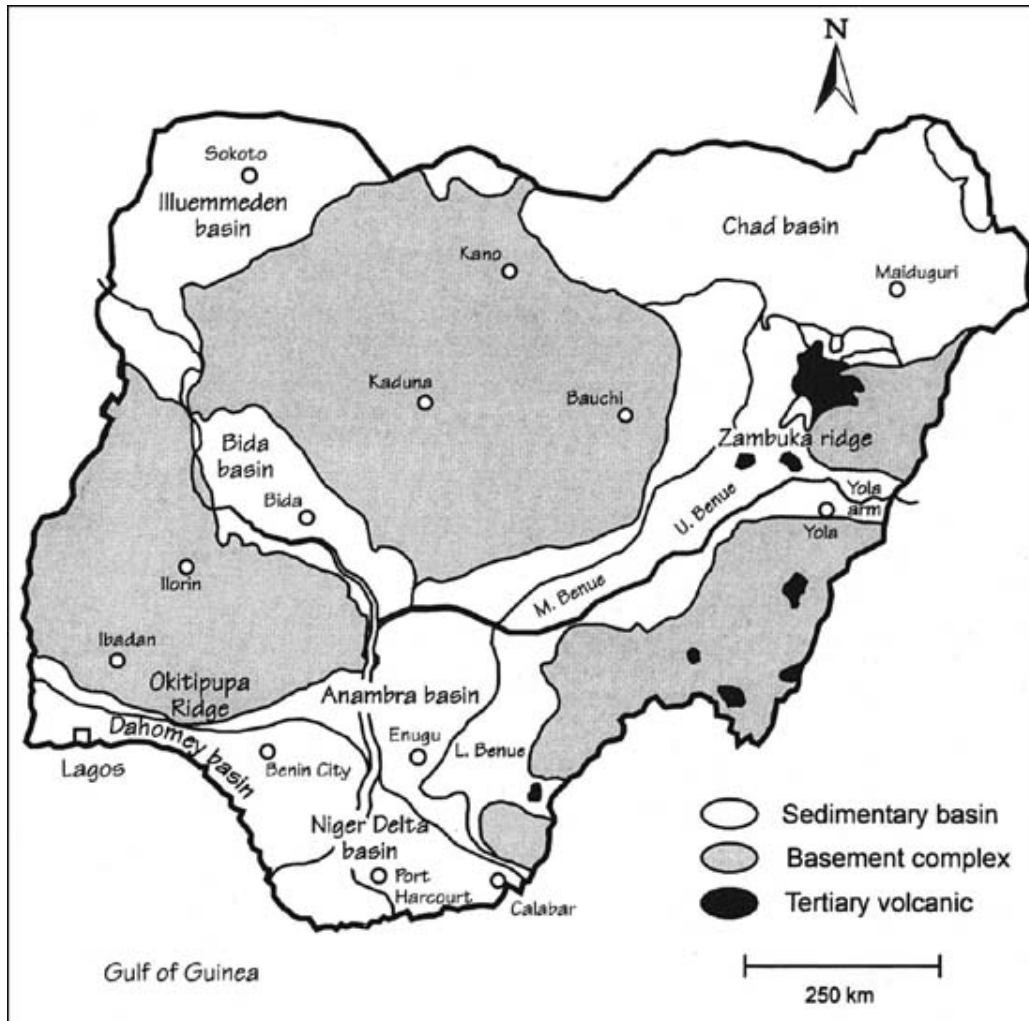 N
Sokoto
Illuemmeden
basin
Chad basin
Kano
Maiduguri
Kaduna
Bauchi
Zambuka ridge
Bida
basin
Bida
U. Benue
Yola
arm
Yola
Ilorin
M. Benue
Ibadan
Okitipupa
Ridge
Anambra basin
Dahomey basin
Enugu
L. Benue
Lagos
Benin City
Niger Delta
basin
Port
Harcourt
Calabar
Sedimentary basin
Basement complex
Tertiary volcanic
Gulf of Guinea
250 km